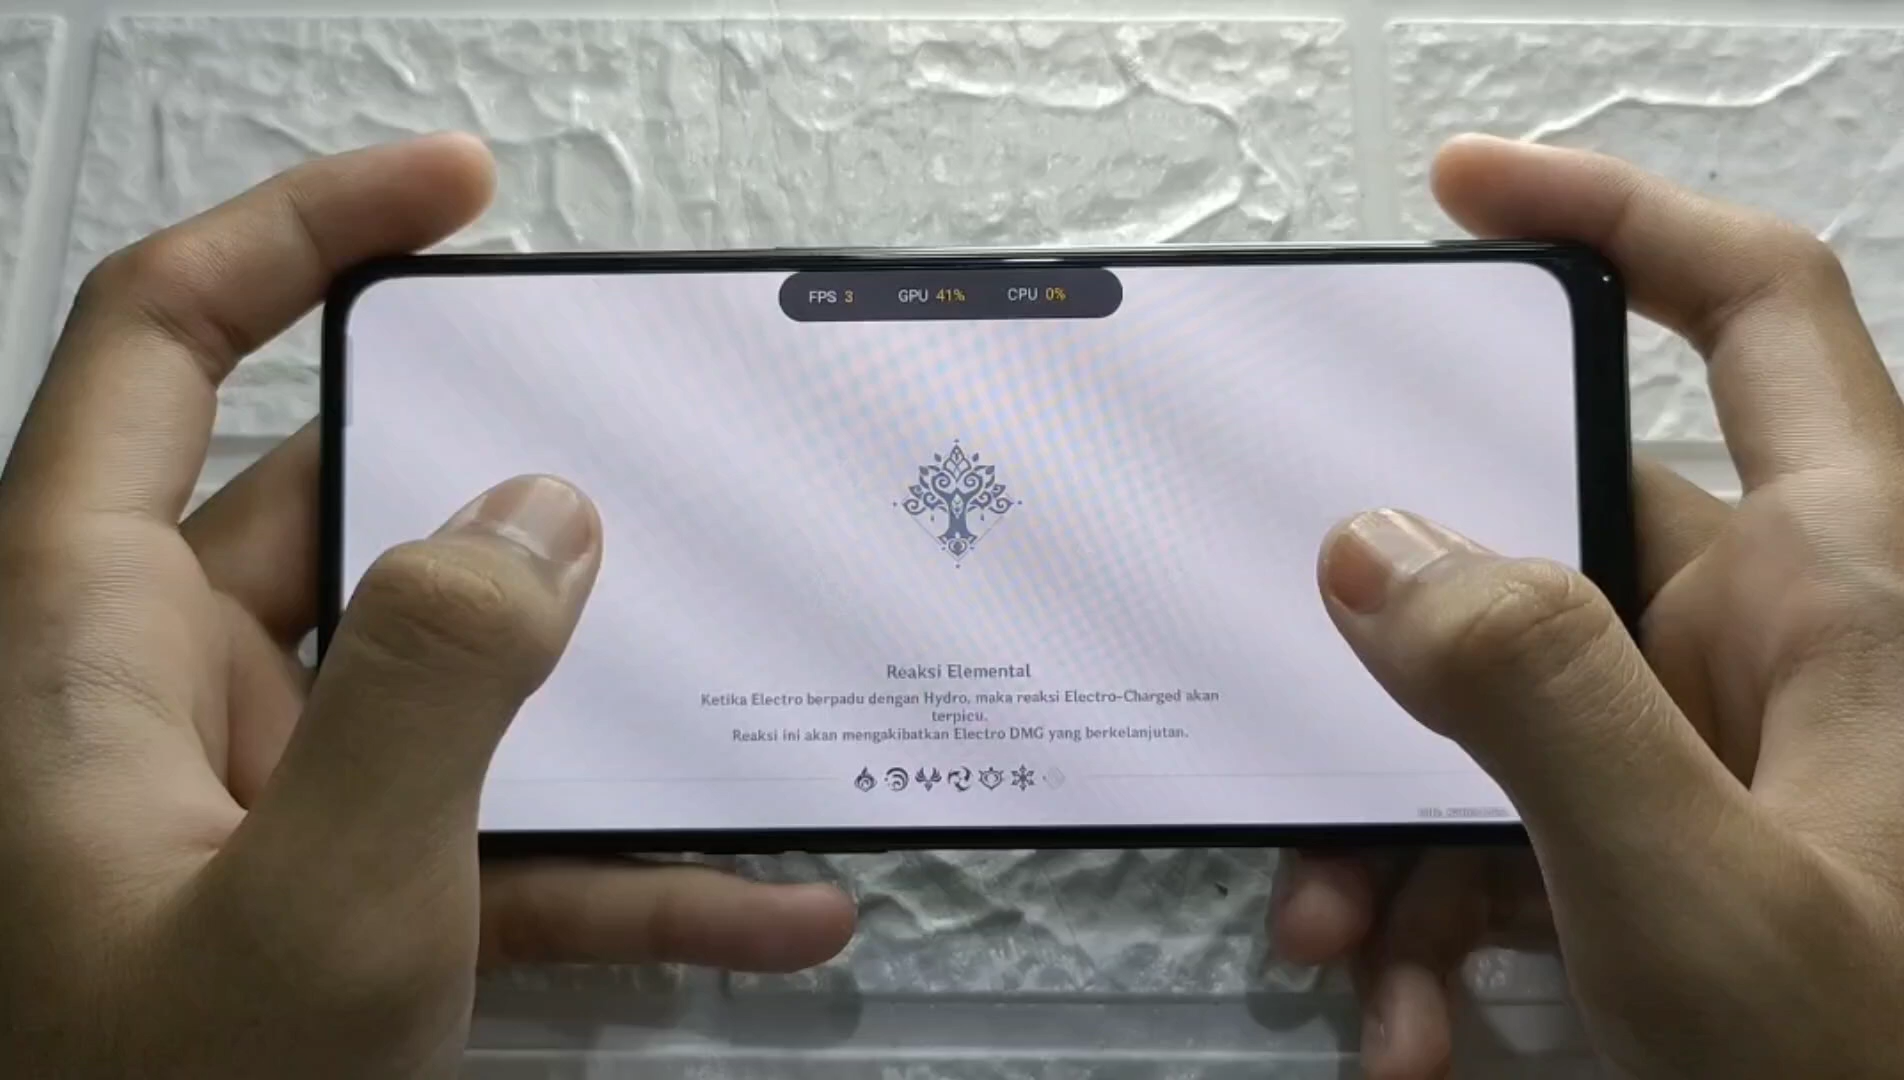 FPS 3 GPU 41% CPU 0%
Reaksi Elemental
Ketika Electro berpadu dengan Hydro, maka reaksi Electro-Charged akan
terpicu.
Reaksi ini akan mengakibatkan Electro DMG yang berkelanjutan.